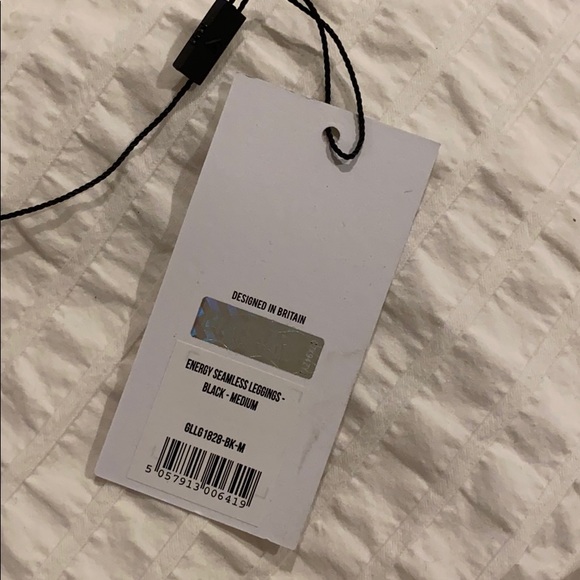 DESIGNED IN BRITAIN
ENERGY SEAMLESS LEGGINGS -
BLACK - MEDIUM
GLLG1828-BK-M
5 057913 006419